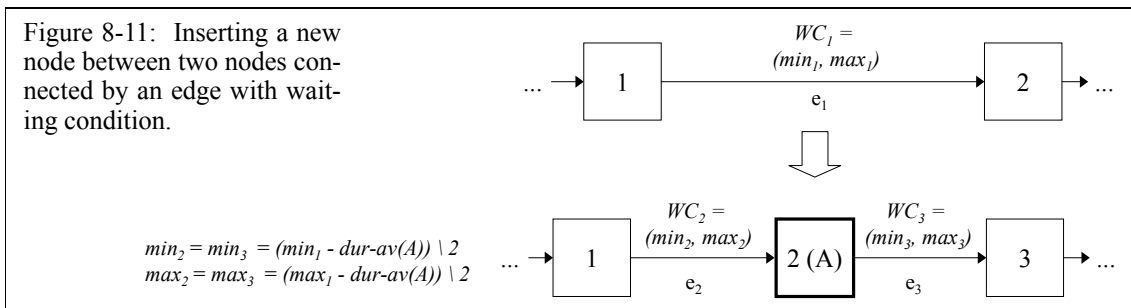 Figure 8-11: Inserting a new
node between two nodes con-
nected by an edge with wait-
ing condition.
WC1 =
(min1, max1)
... 1 2 ...
e1
WC2 = WC3 =
(min2, max2) (min3, max3)
min2 = min3 = (min1 - dur-av(A)) \ 2
max2 = max3 = (max1 - dur-av(A)) \ 2
... 1 2 (A) 3 ...
e2 e3